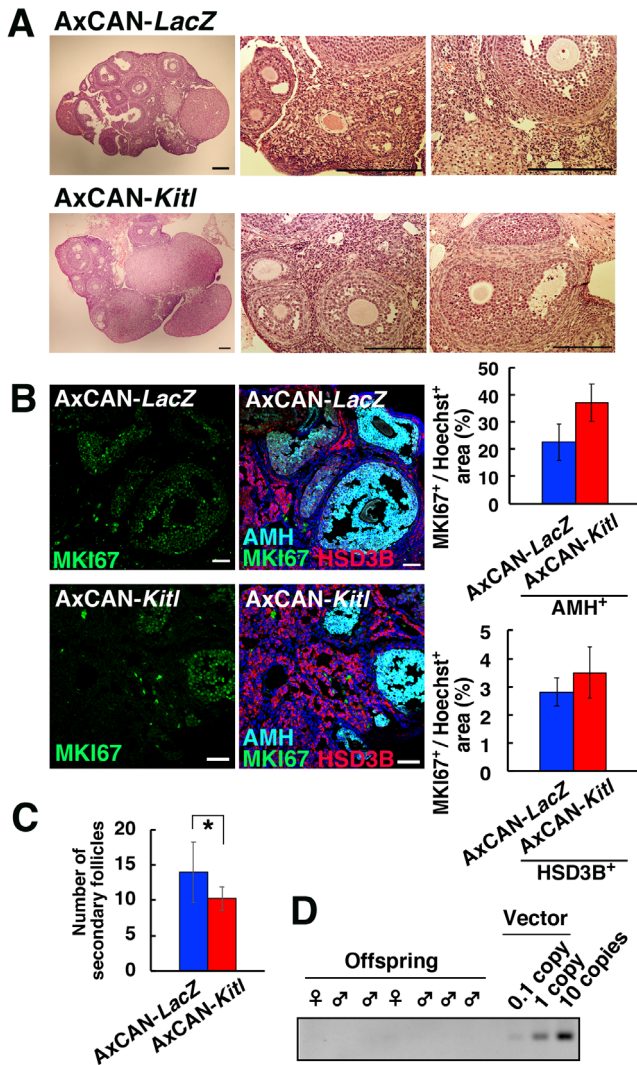 A
AxCAN-LacZ
AxCAN-Kitl
B
AxCAN-LacZ
MKI67
AxCAN-LacZ
AMH
MKI67 HSD3B
AxCAN-Kitl
MKI67
AxCAN-Kitl
AMH
MKI67 HSD3B
MKI67+ / Hoechst+
area (%)
50
40
30
20
10
0
AxCAN-LacZ
AxCAN-Kitl
AMH+
MKI67+ / Hoechst+
area (%)
5
4
3
2
1
0
AxCAN-LacZ
AxCAN-Kitl
HSD3B+
C
Number of
secondary follicles
20
15
10
5
0
*
AxCAN-LacZ
AxCAN-Kitl
D
Offspring
♀ ♂ ♂ ♀ ♂ ♂ ♂
Vector
0·1 copy
1 copy
10 copies